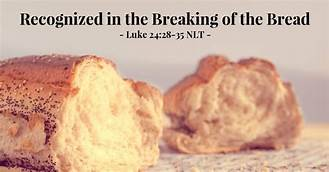 Recognized in the Breaking of the Bread
- Luke 24:28-35 NLT -